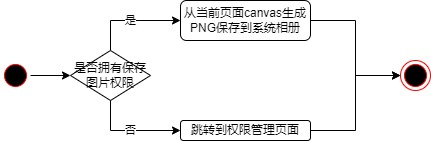 是
从当前页面canvas生成
PNG保存到系统相册
是否拥有保存
图片权限
否
跳转到权限管理页面